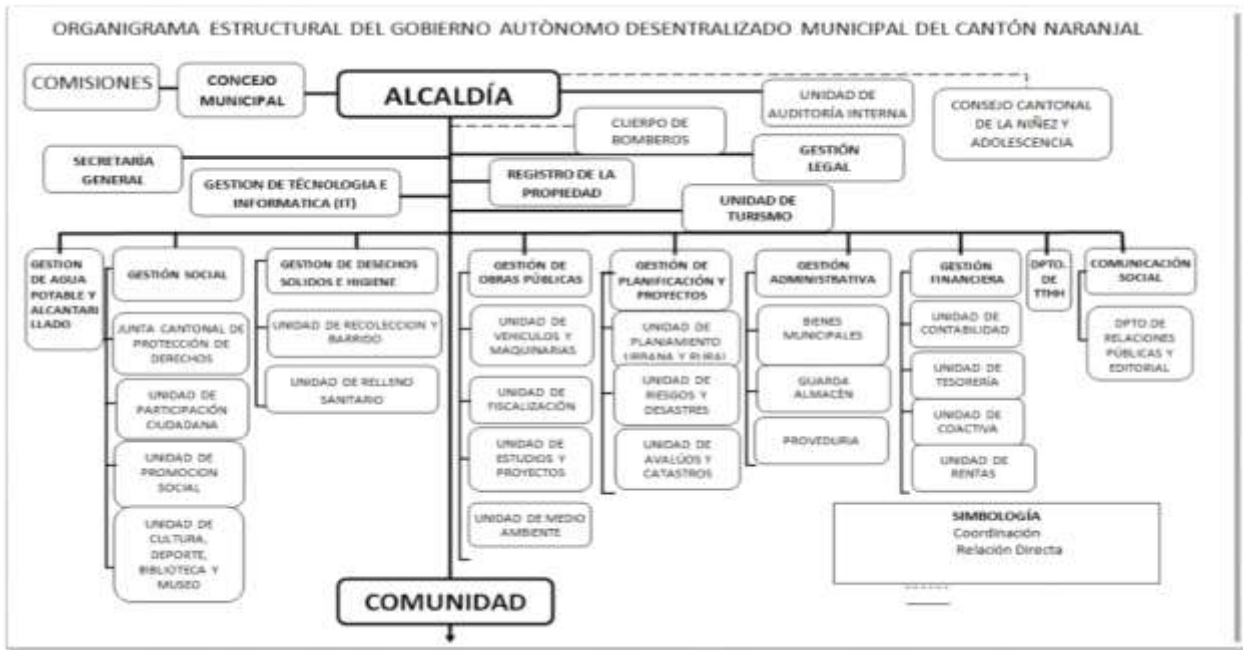 ORGANIGRAMA ESTRUCTURAL DEL GOBIERNO AUTÒNOMO DESENTRALIZADO MUNICIPAL DEL CANTÓN NARANJAL
COMISIONES
CONCEJO
MUNICIPAL
ALCALDÍA
UNIDAD DE
AUDITORÍA INTERNA
CONSEJO CANTONAL
DE LA NIÑEZ Y
ADOLESCENCIA
CUERPO DE
BOMBEROS
SECRETARÍA
GENERAL
GESTIÓN
LEGAL
GESTION DE TÉCNOLOGIA E
INFORMATICA (IT)
REGISTRO DE LA
PROPIEDAD
UNIDAD DE
TURISMO
GESTION
DE AGUA
POTABLE Y
ALCANTARI
LLADO
GESTIÓN SOCIAL
JUNTA CANTONAL DE
PROTECCIÓN DE
DERECHOS
UNIDAD DE
PARTICIPACIÓN
CIUDADANA
UNIDAD DE
PROMOCION
SOCIAL
UNIDAD DE
CULTURA,
DEPORTE,
BIBLIOTECA Y
MUSEO
GESTION DE DESECHOS
SOLIDOS E HIGIENE
UNIDAD DE RECOLECCION Y
BARRIDO
UNIDAD DE RELLENO
SANITARIO
GESTIÓN DE
OBRAS PÚBLICAS
UNIDAD DE
VEHICULOS Y
MAQUINARIAS
UNIDAD DE
FISCALIZACIÓN
UNIDAD DE
ESTUDIOS Y
PROYECTOS
UNIDAD DE MEDIO
AMBIENTE
GESTIÓN DE
PLANIFICACIÓN Y
PROYECTOS
UNIDAD DE
PLANIAMIENTO
URBANA Y RURAL
UNIDAD DE
RIESGOS Y
DESASTRES
UNIDAD DE
AVALÚOS Y
CATASTROS
GESTIÓN
ADMINISTRATIVA
BIENES
MUNICIPALES
GUARDA
ALMACÈN
PROVEDURIA
GESTIÓN
FINANCIERA
UNIDAD DE
CONTABILIDAD
UNIDAD DE
TESORERÍA
UNIDAD DE
COACTIVA
UNIDAD DE
RENTAS
DPTO.
DE
TTHH
COMUNICACIÓN
SOCIAL
DPTO DE
RELACIONES
PÚBLICAS Y
EDITORIAL
SIMBOLOGÍA
Coordinación
Relación Directa
COMUNIDAD